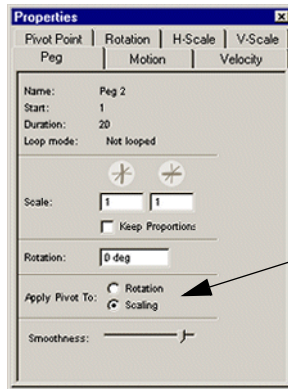 Properties
Pivot Point Rotation H-Scale V-Scale
Peg Motion Velocity
Name: Peg 2
Start: 1
Duration: 20
Loop mode: Not looped
Scale: 1 1
Keep Proportions
Rotation: 0 deg
Apply Pivot To: Rotation
Scaling
Smoothness: